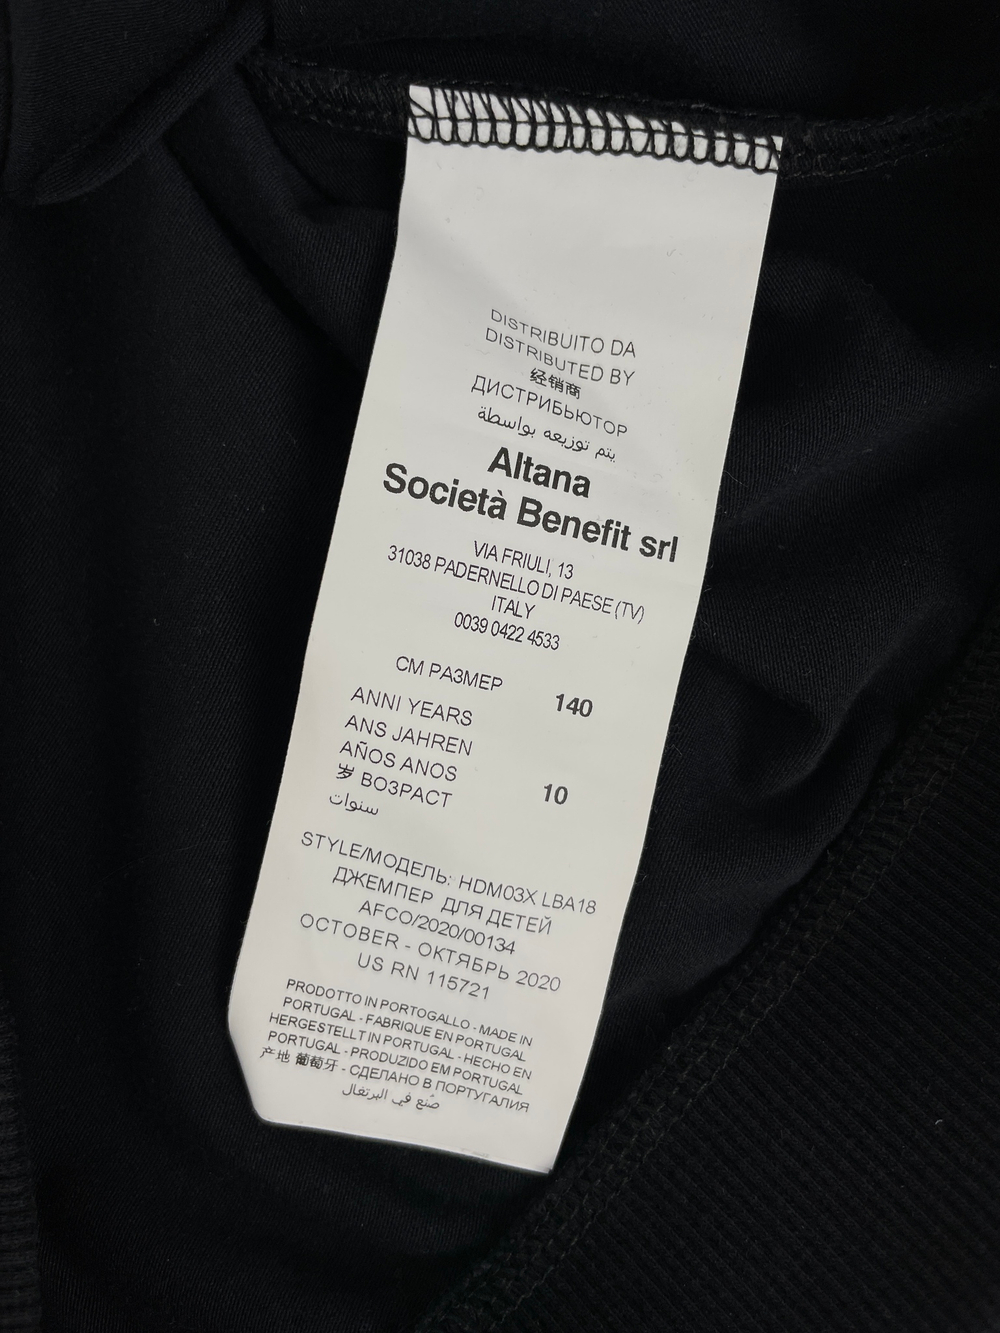 DISTRIBUITO DA
DISTRIBUTED BY
经销商
ДИСТРИБЬЮТОР
يتم توزيعه بواسطة
Altana
Società Benefit srl
VIA FRIULI, 13
31038 PADERNELLO DI PAESE (TV)
ITALY
0039 0422 4533
СМ РАЗМЕР 140
ANNI YEARS
ANS JAHREN
AÑOS ANOS
岁 ВОЗРАСТ 10
سنوات
STYLE/МОДЕЛЬ: HDM03X LBA18
ДЖЕМПЕР ДЛЯ ДЕТЕЙ
AFCO/2020/00134
OCTOBER - ОКТЯБРЬ 2020
US RN 115721
PRODOTTO IN PORTOGALLO - MADE IN
PORTUGAL - FABRIQUE EN PORTUGAL
HERGESTELLT IN PORTUGAL - HECHO EN
PORTUGAL - PRODUZIDO EM PORTUGAL
产地 葡萄牙 - СДЕЛАНО В ПОРТУГАЛИЯ
صُنع في البرتغال